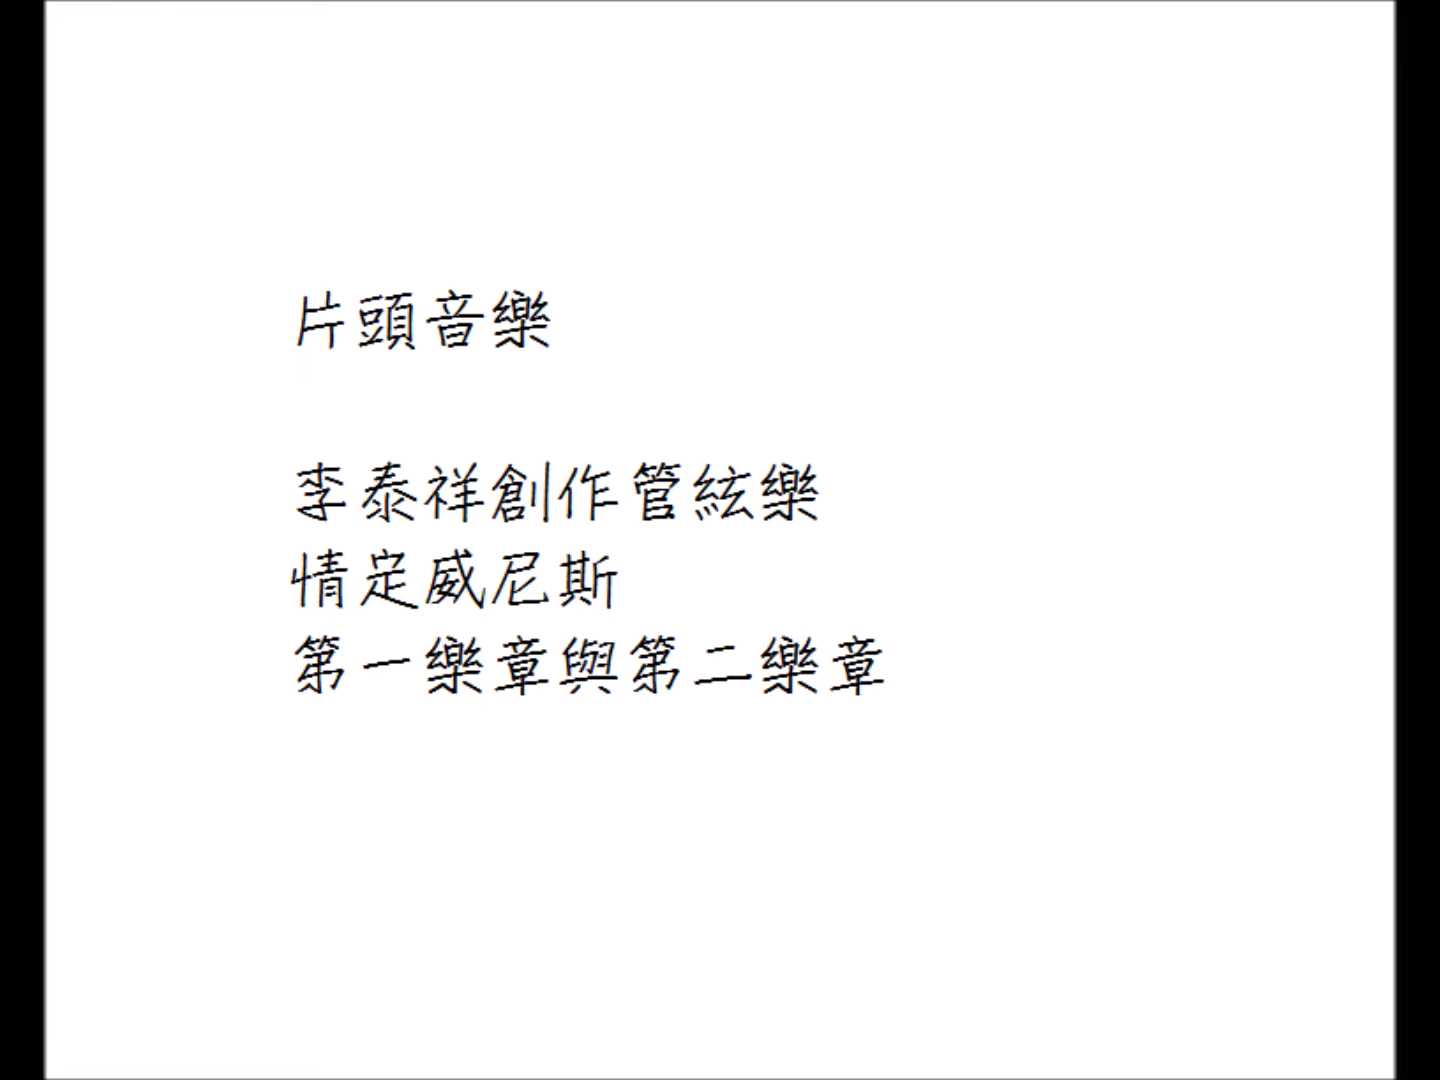 片頭音樂
李泰祥創作管絃樂
情定威尼斯
第一樂章與第二樂章